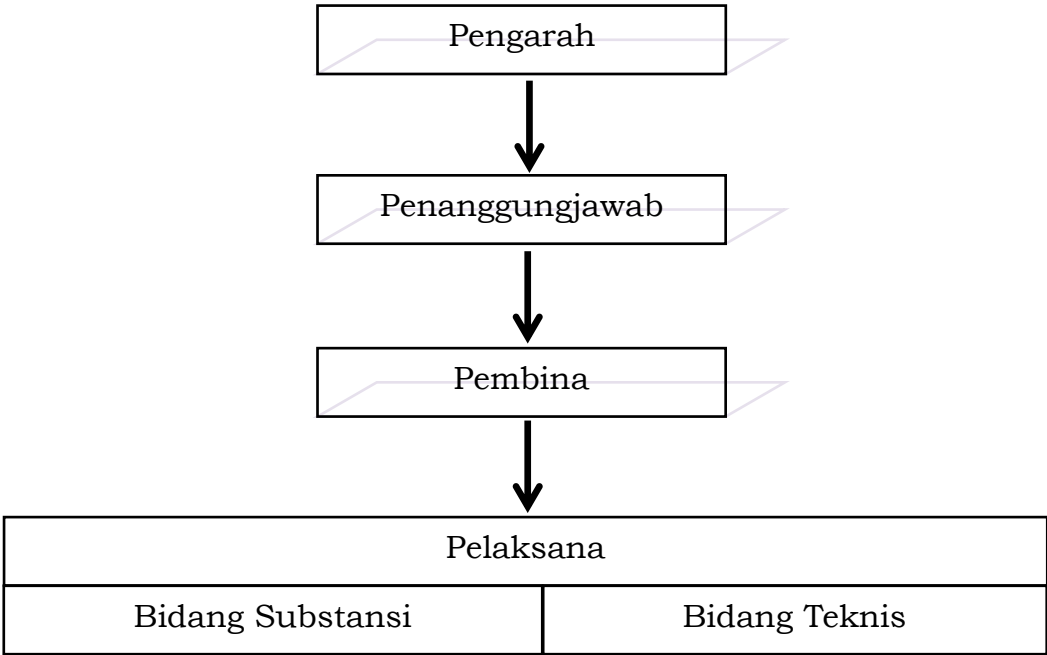 Pengarah
Penanggungjawab
Pembina
Pelaksana
Bidang Substansi
Bidang Teknis